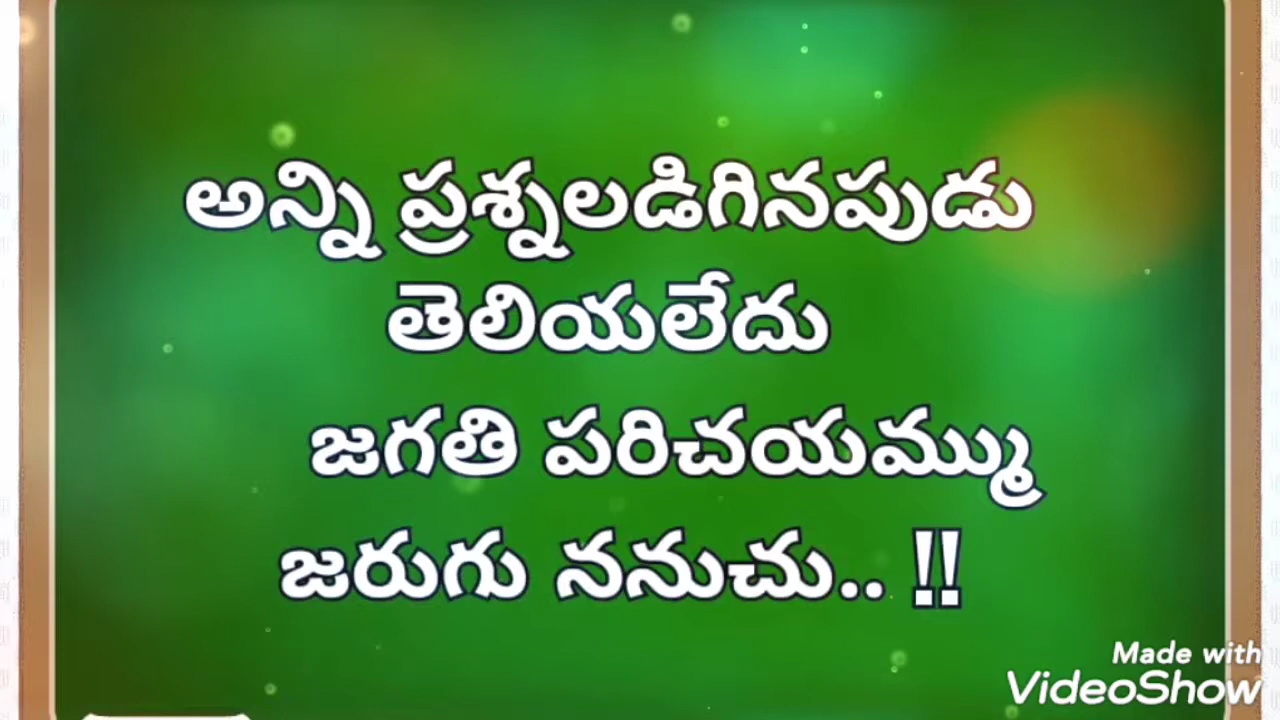 అన్ని ప్రశ్నలడిగినపుడు
తెలియలేదు
జగతి పరిచయమ్ము
జరుగు ననుచు.. !!
Made with
VideoShow